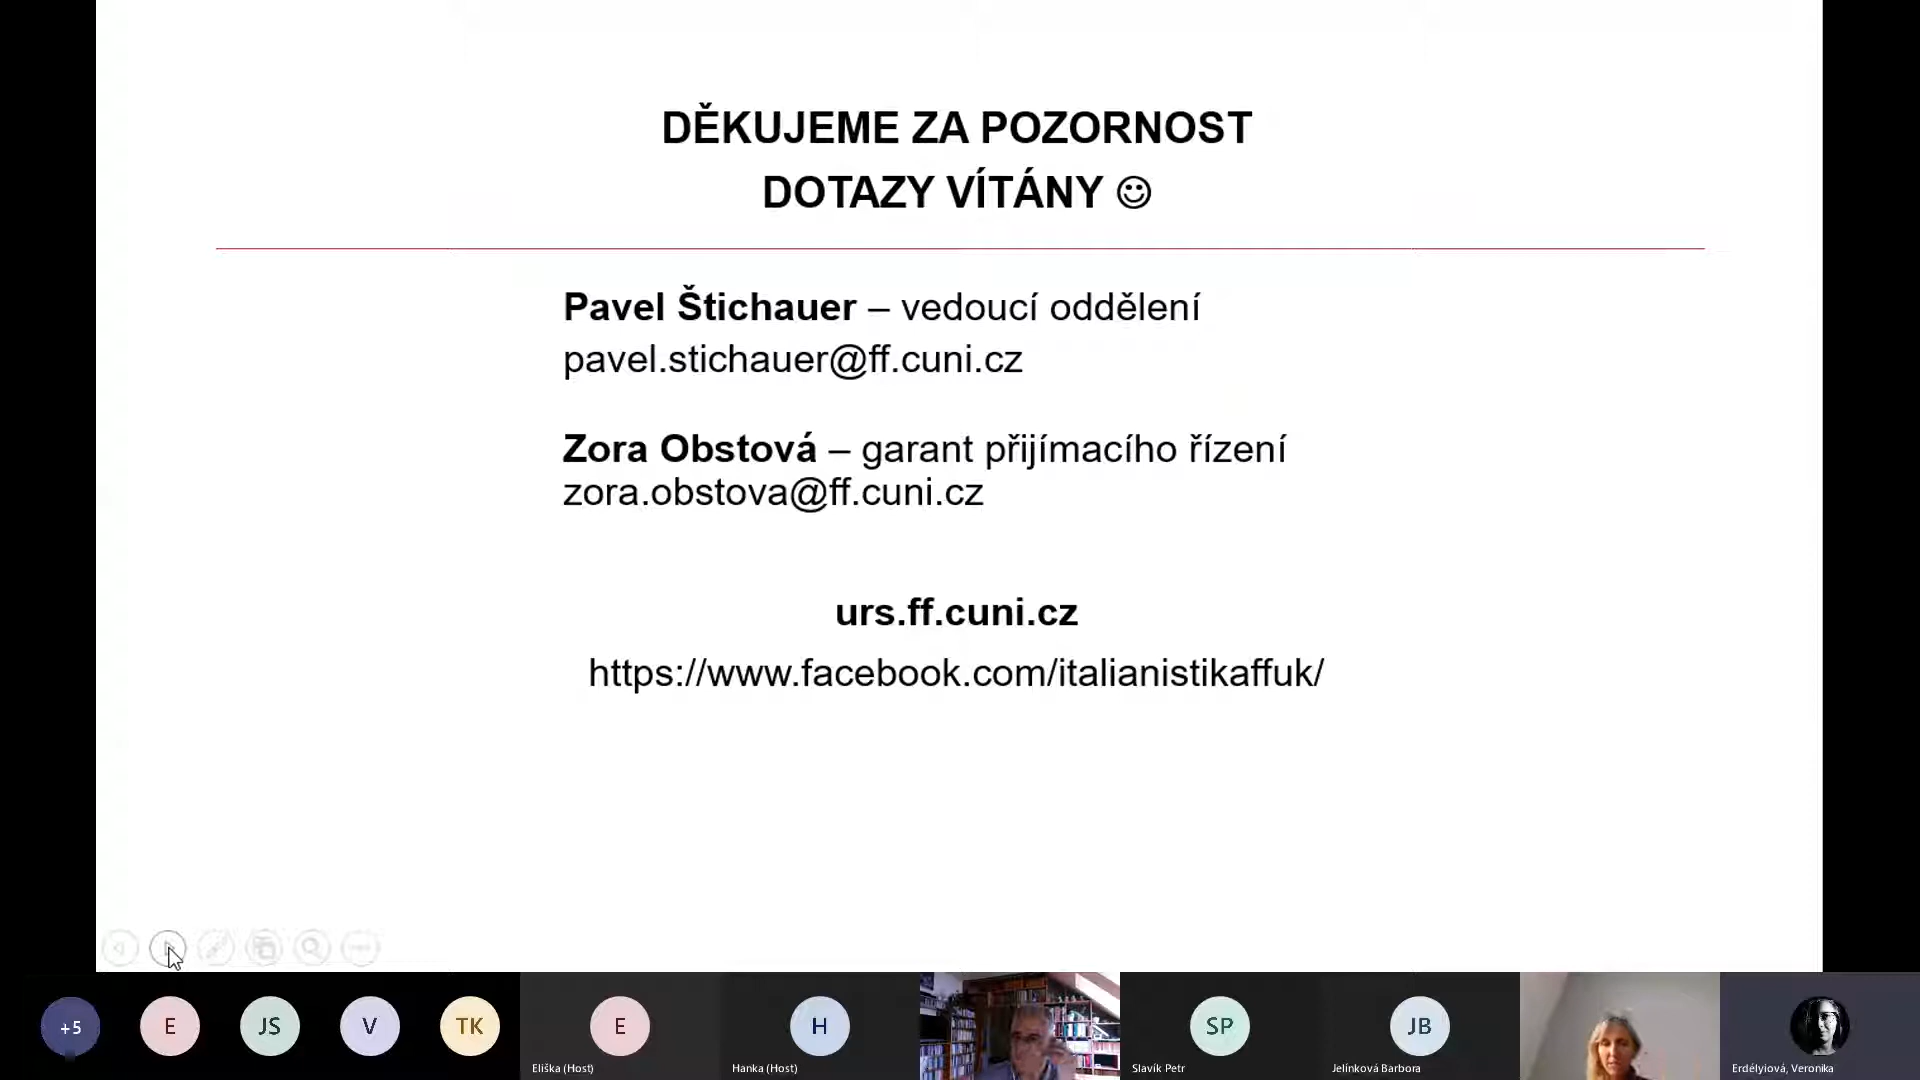 DĚKUJEME ZA POZORNOST
DOTAZY VÍTÁNY ☺
Pavel Štichauer – vedoucí oddělení
pavel.stichauer@ff.cuni.cz
Zora Obstová – garant přijímacího řízení
zora.obstova@ff.cuni.cz
urs.ff.cuni.cz
https://www.facebook.com/italianistikaffuk/
+5
E
JS
V
TK
E
Eliška (Host)
H
Hanka (Host)
SP
Slavík Petr
JB
Jelínková Barbora
Erdélyiová, Veronika